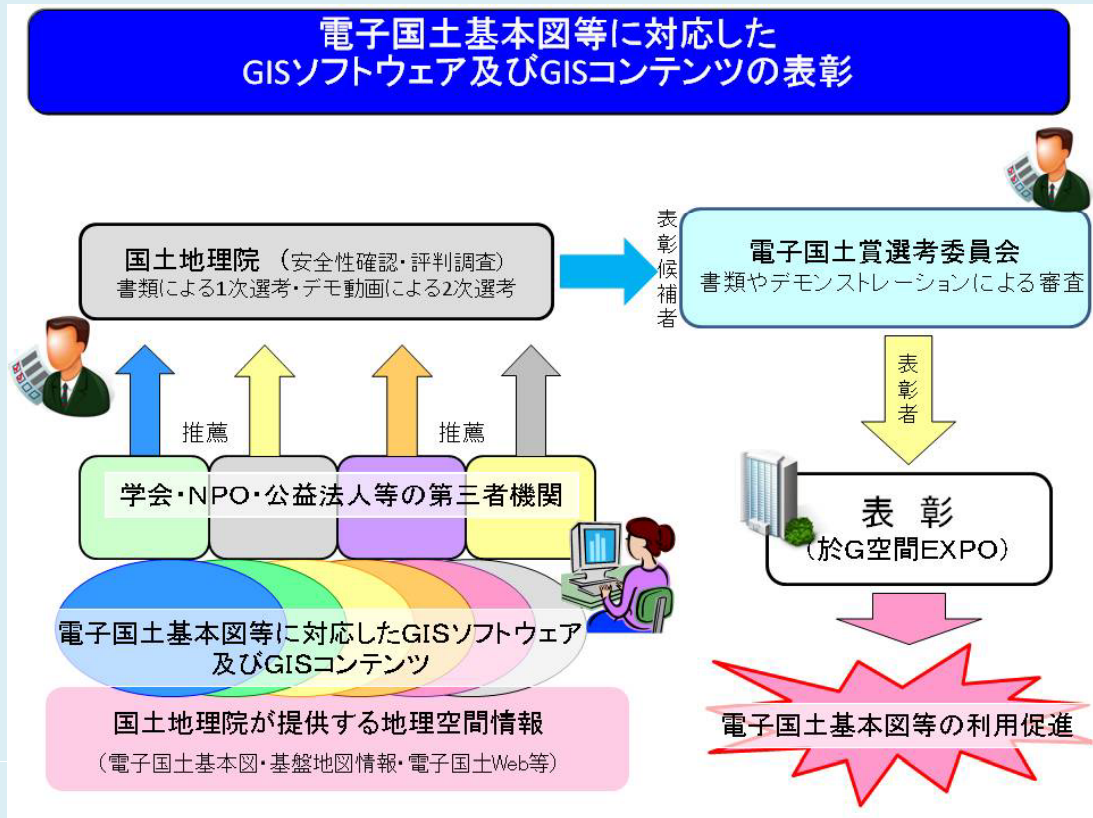 電子国土基本図等に対応した
GISソフトウェア及びGISコンテンツの表彰
国土地理院 (安全性確認・評判調査)
書類による1次選考・デモ動画による2次選考
表彰候補者
電子国土賞選考委員会
書類やデモンストレーションによる審査
推薦
推薦
表彰者
学会・NPO・公益法人等の第三者機関
表 彰
(於G空間EXPO)
電子国土基本図等に対応したGISソフトウェア
及びGISコンテンツ
国土地理院が提供する地理空間情報
(電子国土基本図・基盤地図情報・電子国土Web等)
電子国土基本図等の利用促進